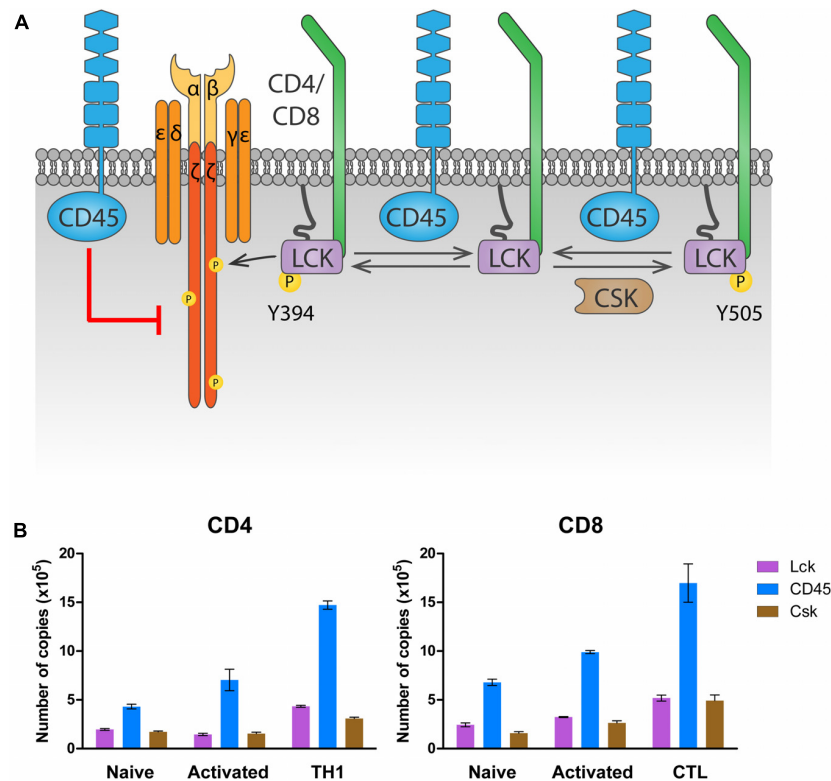 A
α β
CD4/
CD8
ε δ
γ ε
ζ ζ
CD45
CD45
CD45
LCK
LCK
LCK
P
P
P
P
P
CSK
Y394
Y505
B
CD4
CD8
Number of copies (x10⁵)
20
15
10
5
0
Naive Activated TH1
Number of copies (x10⁵)
20
15
10
5
0
Naive Activated CTL
Lck
CD45
Csk